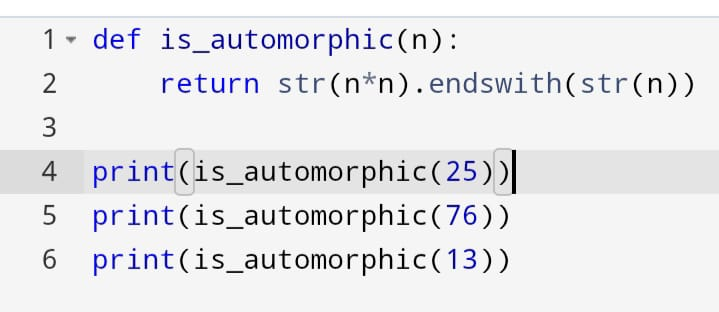 1 def is_automorphic(n):
2     return str(n*n).endswith(str(n))
3
4 print(is_automorphic(25))
5 print(is_automorphic(76))
6 print(is_automorphic(13))